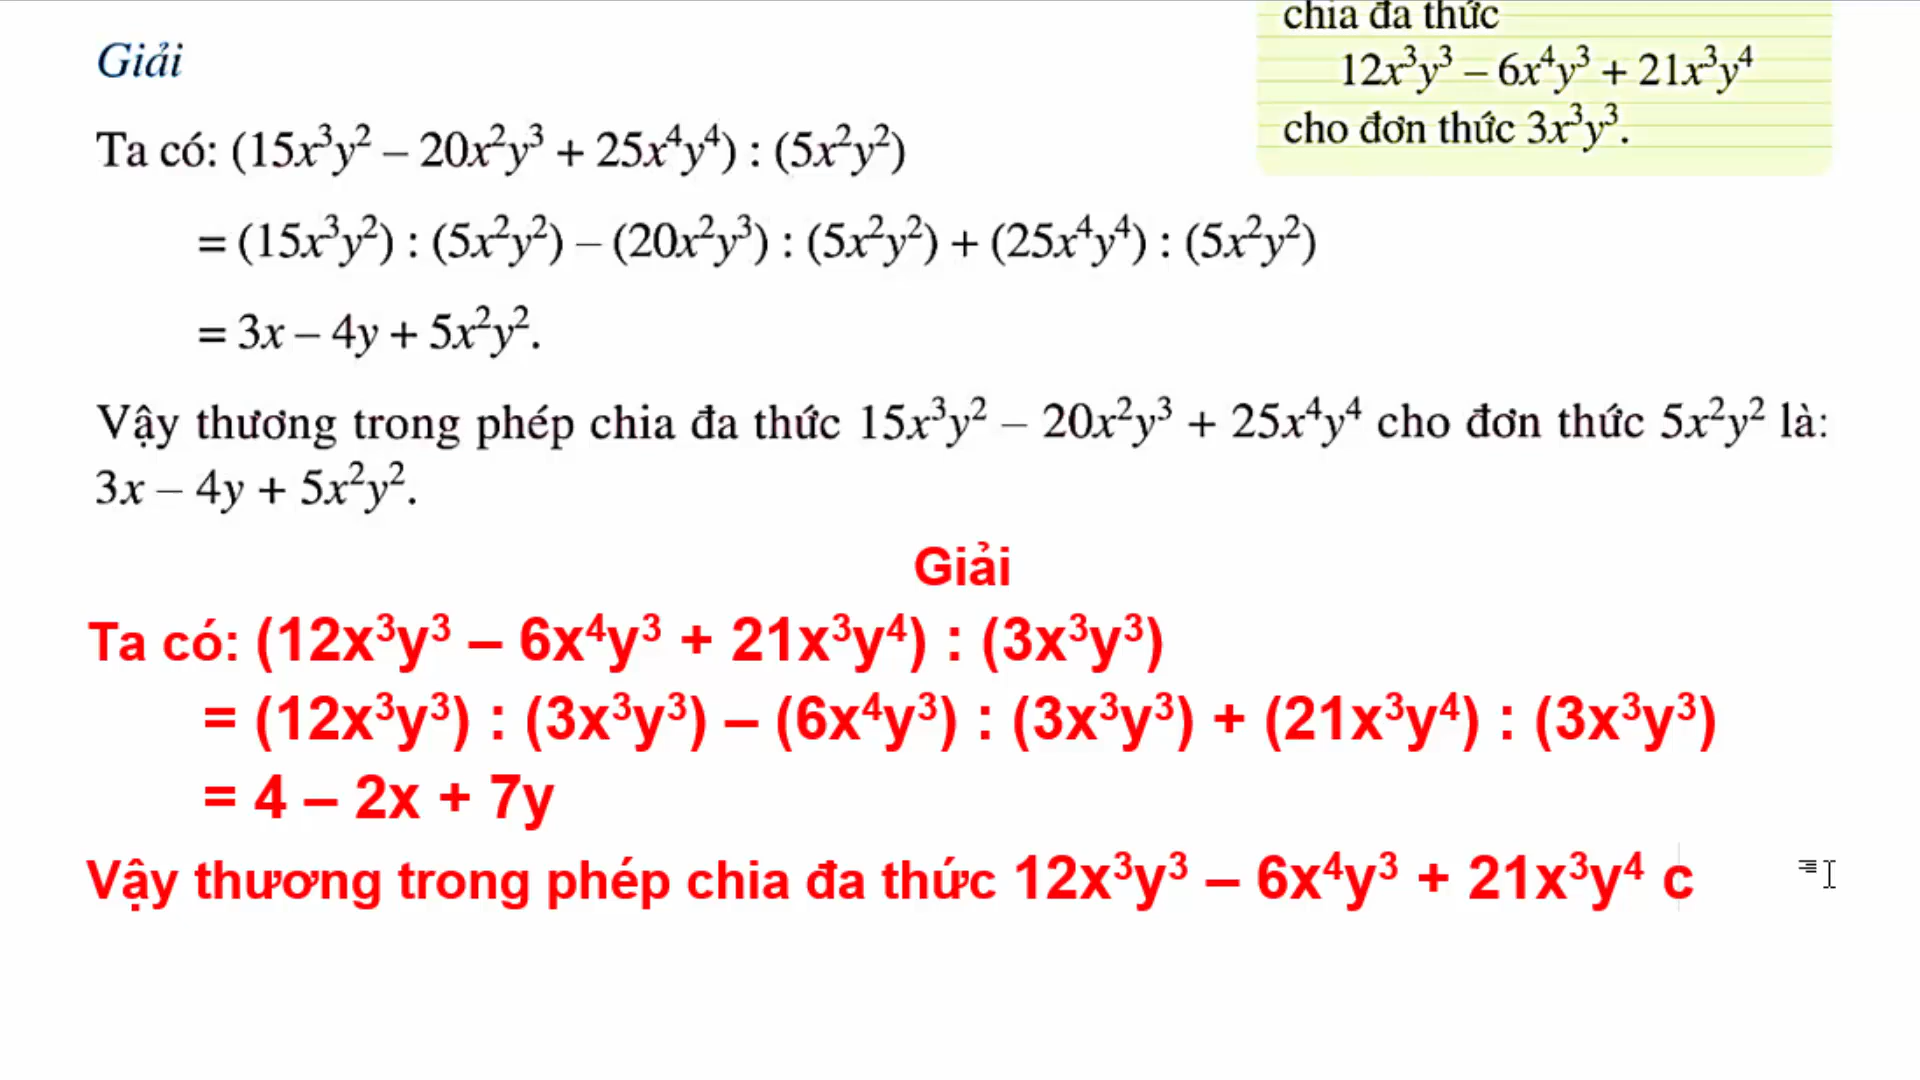 chia đa thức
12x³y³ – 6x⁴y³ + 21x³y⁴
cho đơn thức 3x³y³.
Giải
Ta có: (15x³y² – 20x²y³ + 25x⁴y⁴) : (5x²y²)
= (15x³y²) : (5x²y²) – (20x²y³) : (5x²y²) + (25x⁴y⁴) : (5x²y²)
= 3x – 4y + 5x²y².
Vậy thương trong phép chia đa thức 15x³y² – 20x²y³ + 25x⁴y⁴ cho đơn thức 5x²y² là:
3x – 4y + 5x²y².
Giải
Ta có: (12x³y³ – 6x⁴y³ + 21x³y⁴) : (3x³y³)
= (12x³y³) : (3x³y³) – (6x⁴y³) : (3x³y³) + (21x³y⁴) : (3x³y³)
= 4 – 2x + 7y
Vậy thương trong phép chia đa thức 12x³y³ – 6x⁴y³ + 21x³y⁴ c